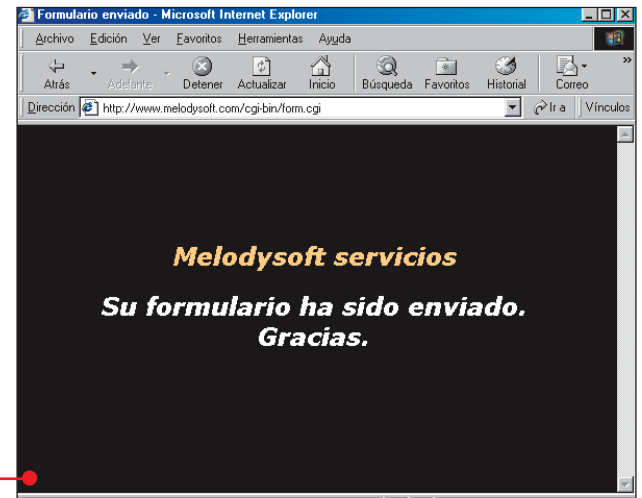 Formulario enviado - Microsoft Internet Explor
Archivo Edición Ver Favoritos Herramientas Ayuda
Atrás Adelante Detener Actualizar Inicio Búsqueda Favoritos Historial Correo »
Dirección http://www.melodysoft.com/cgi-bin/form.cgi Ir a Vínculos
Melodysoft servicios
Su formulario ha sido enviado.
Gracias.